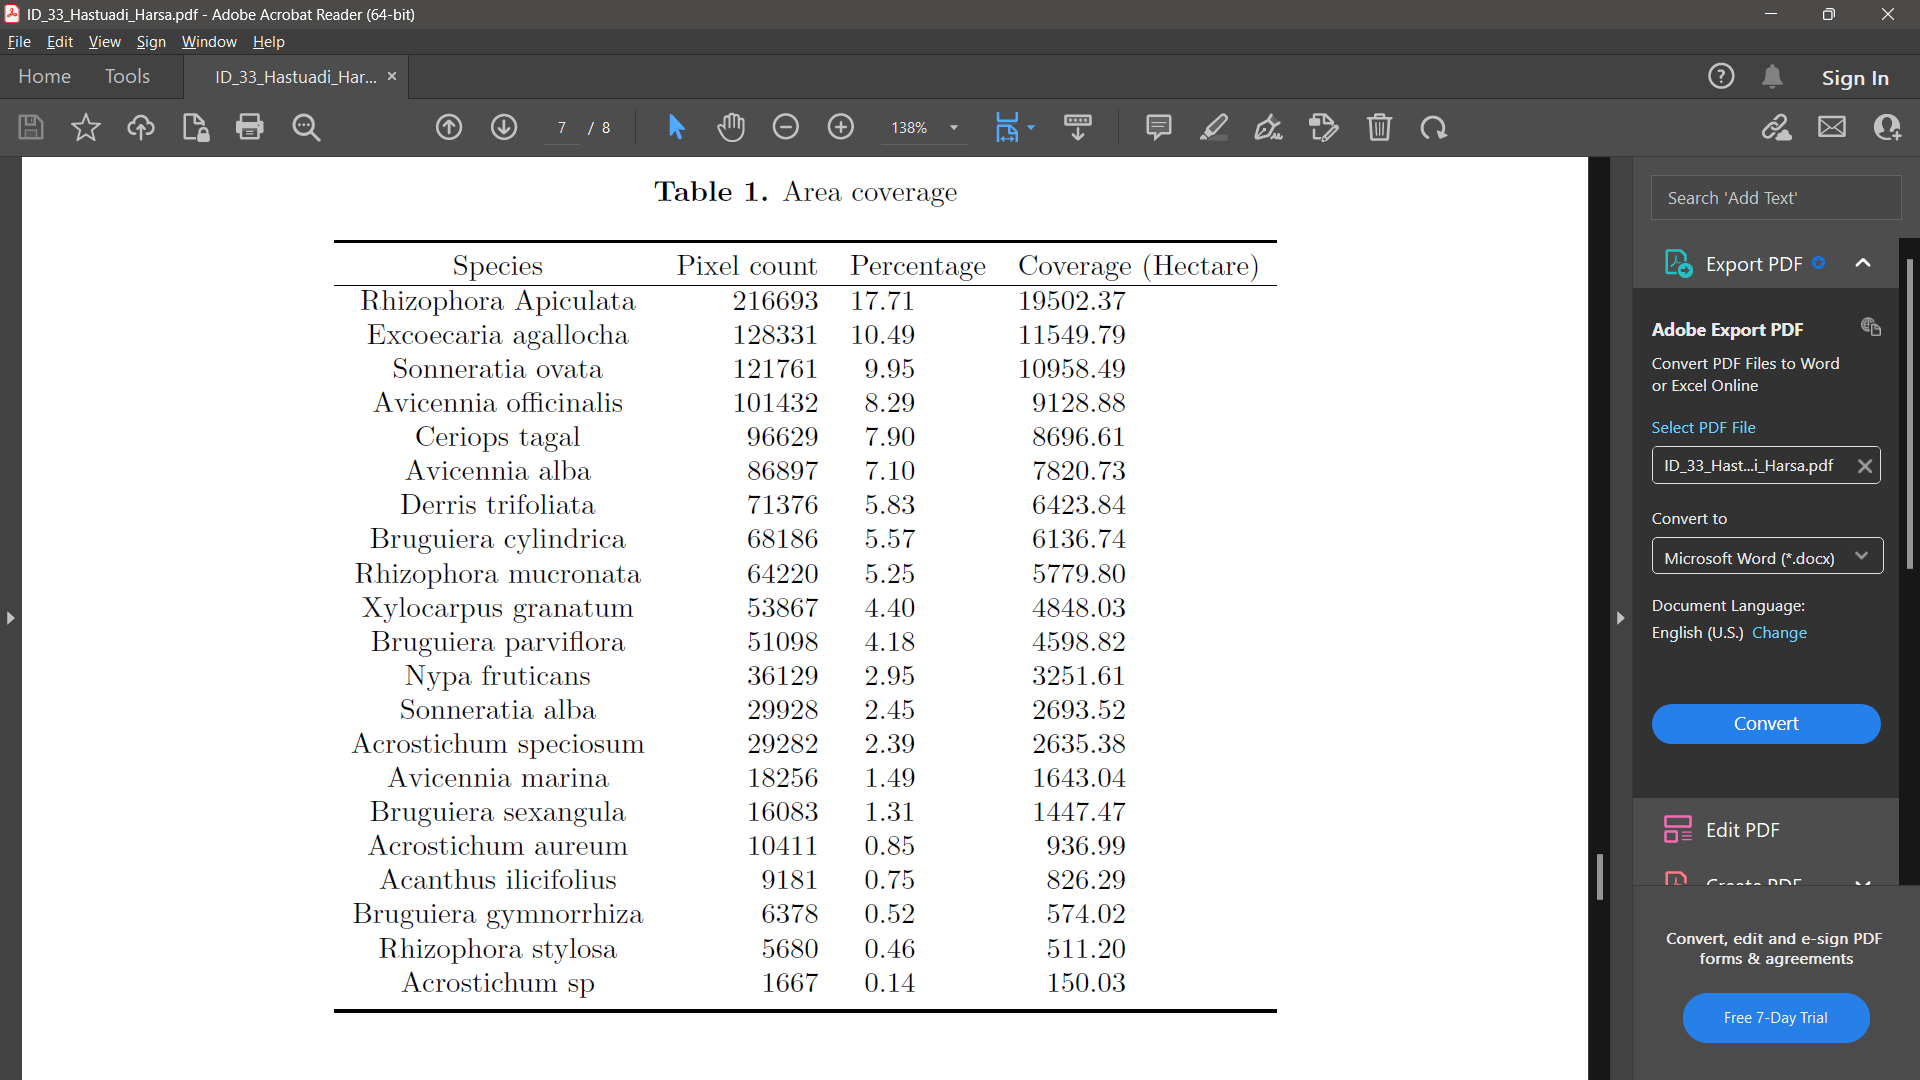 ID_33_Hastuadi_Harsa.pdf - Adobe Acrobat Reader (64-bit)
File Edit View Sign Window Help
Home Tools ID_33_Hastuadi_Har... × Sign In
7 / 8 138%
Table 1. Area coverage
Species Pixel count Percentage Coverage (Hectare)
Rhizophora Apiculata 216693 17.71 19502.37
Excoecaria agallocha 128331 10.49 11549.79
Sonneratia ovata 121761 9.95 10958.49
Avicennia officinalis 101432 8.29 9128.88
Ceriops tagal 96629 7.90 8696.61
Avicennia alba 86897 7.10 7820.73
Derris trifoliata 71376 5.83 6423.84
Bruguiera cylindrica 68186 5.57 6136.74
Rhizophora mucronata 64220 5.25 5779.80
Xylocarpus granatum 53867 4.40 4848.03
Bruguiera parviflora 51098 4.18 4598.82
Nypa fruticans 36129 2.95 3251.61
Sonneratia alba 29928 2.45 2693.52
Acrostichum speciosum 29282 2.39 2635.38
Avicennia marina 18256 1.49 1643.04
Bruguiera sexangula 16083 1.31 1447.47
Acrostichum aureum 10411 0.85 936.99
Acanthus ilicifolius 9181 0.75 826.29
Bruguiera gymnorrhiza 6378 0.52 574.02
Rhizophora stylosa 5680 0.46 511.20
Acrostichum sp 1667 0.14 150.03
Search 'Add Text'
Export PDF
Adobe Export PDF
Convert PDF Files to Word
or Excel Online
Select PDF File
ID_33_Hast...i_Harsa.pdf
Convert to
Microsoft Word (*.docx)
Document Language:
English (U.S.) Change
Convert
Edit PDF
Create PDF
Convert, edit and e-sign PDF
forms & agreements
Free 7-Day Trial